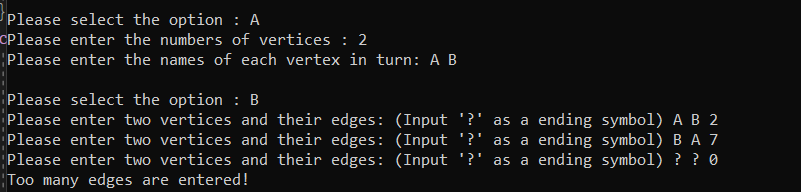 Please select the option : A
Please enter the numbers of vertices : 2
Please enter the names of each vertex in turn: A B
Please select the option : B
Please enter two vertices and their edges: (Input '?' as a ending symbol) A B 2
Please enter two vertices and their edges: (Input '?' as a ending symbol) B A 7
Please enter two vertices and their edges: (Input '?' as a ending symbol) ? ? 0
Too many edges are entered!